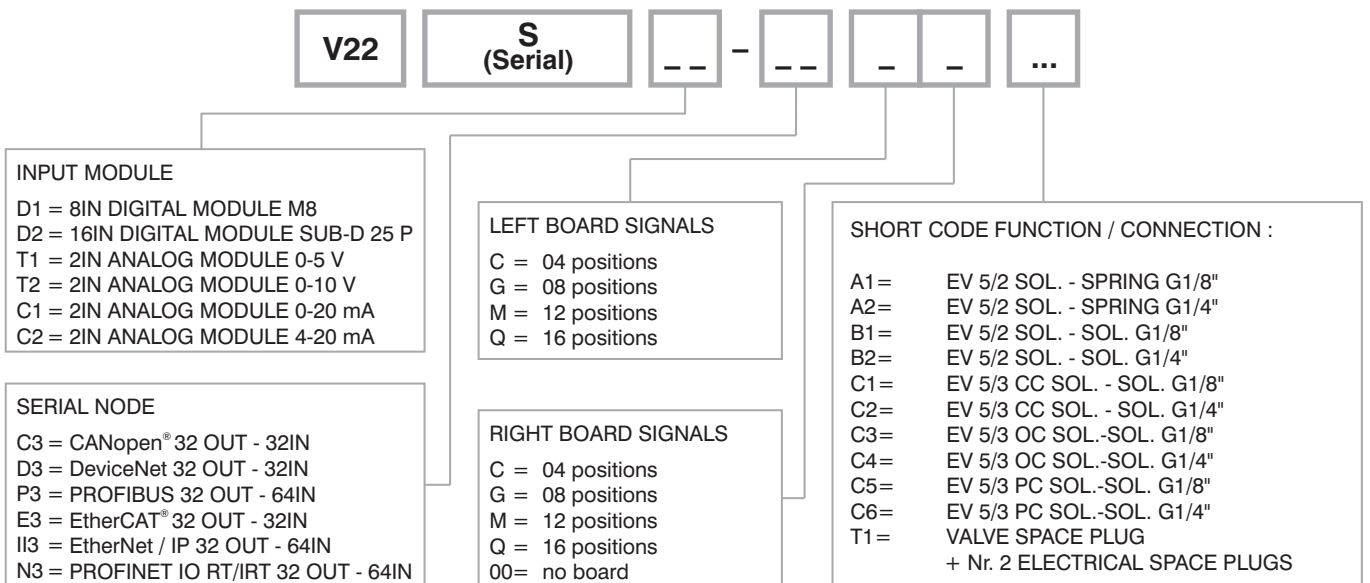 V22
S
(Serial)
_ _
–
_ _
_
_
...
INPUT MODULE
D1 = 8IN DIGITAL MODULE M8
D2 = 16IN DIGITAL MODULE SUB-D 25 P
T1 = 2IN ANALOG MODULE 0-5 V
T2 = 2IN ANALOG MODULE 0-10 V
C1 = 2IN ANALOG MODULE 0-20 mA
C2 = 2IN ANALOG MODULE 4-20 mA
SERIAL NODE
C3 = CANopen® 32 OUT - 32IN
D3 = DeviceNet 32 OUT - 32IN
P3 = PROFIBUS 32 OUT - 64IN
E3 = EtherCAT® 32 OUT - 32IN
II3 = EtherNet / IP 32 OUT - 64IN
N3 = PROFINET IO RT/IRT 32 OUT - 64IN
LEFT BOARD SIGNALS
C = 04 positions
G = 08 positions
M = 12 positions
Q = 16 positions
RIGHT BOARD SIGNALS
C = 04 positions
G = 08 positions
M = 12 positions
Q = 16 positions
00= no board
SHORT CODE FUNCTION / CONNECTION :
A1= EV 5/2 SOL. - SPRING G1/8"
A2= EV 5/2 SOL. - SPRING G1/4"
B1= EV 5/2 SOL. - SOL. G1/8"
B2= EV 5/2 SOL. - SOL. G1/4"
C1= EV 5/3 CC SOL. - SOL. G1/8"
C2= EV 5/3 CC SOL. - SOL. G1/4"
C3= EV 5/3 OC SOL.-SOL. G1/8"
C4= EV 5/3 OC SOL.-SOL. G1/4"
C5= EV 5/3 PC SOL.-SOL. G1/8"
C6= EV 5/3 PC SOL.-SOL. G1/4"
T1= VALVE SPACE PLUG
+ Nr. 2 ELECTRICAL SPACE PLUGS